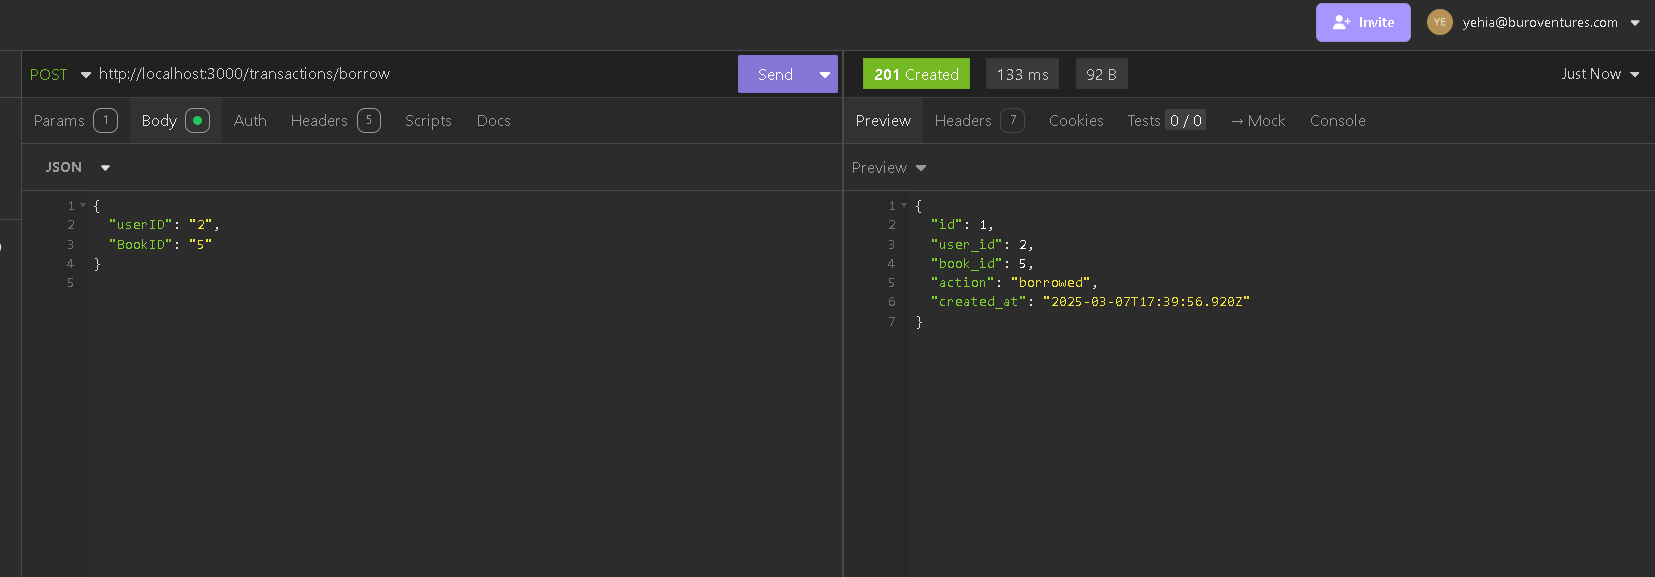 Invite
YE
yehia@buroventures.com
POST http://localhost:3000/transactions/borrow
Send
201 Created
133 ms
92 B
Just Now
Params 1
Body
Auth
Headers 5
Scripts
Docs
Preview
Headers 7
Cookies
Tests 0 / 0
→ Mock
Console
JSON
Preview
1 {
2 "userID": "2",
3 "BookID": "5"
4 }
5
1 {
2 "id": 1,
3 "user_id": 2,
4 "book_id": 5,
5 "action": "borrowed",
6 "created_at": "2025-03-07T17:39:56.920Z"
7 }